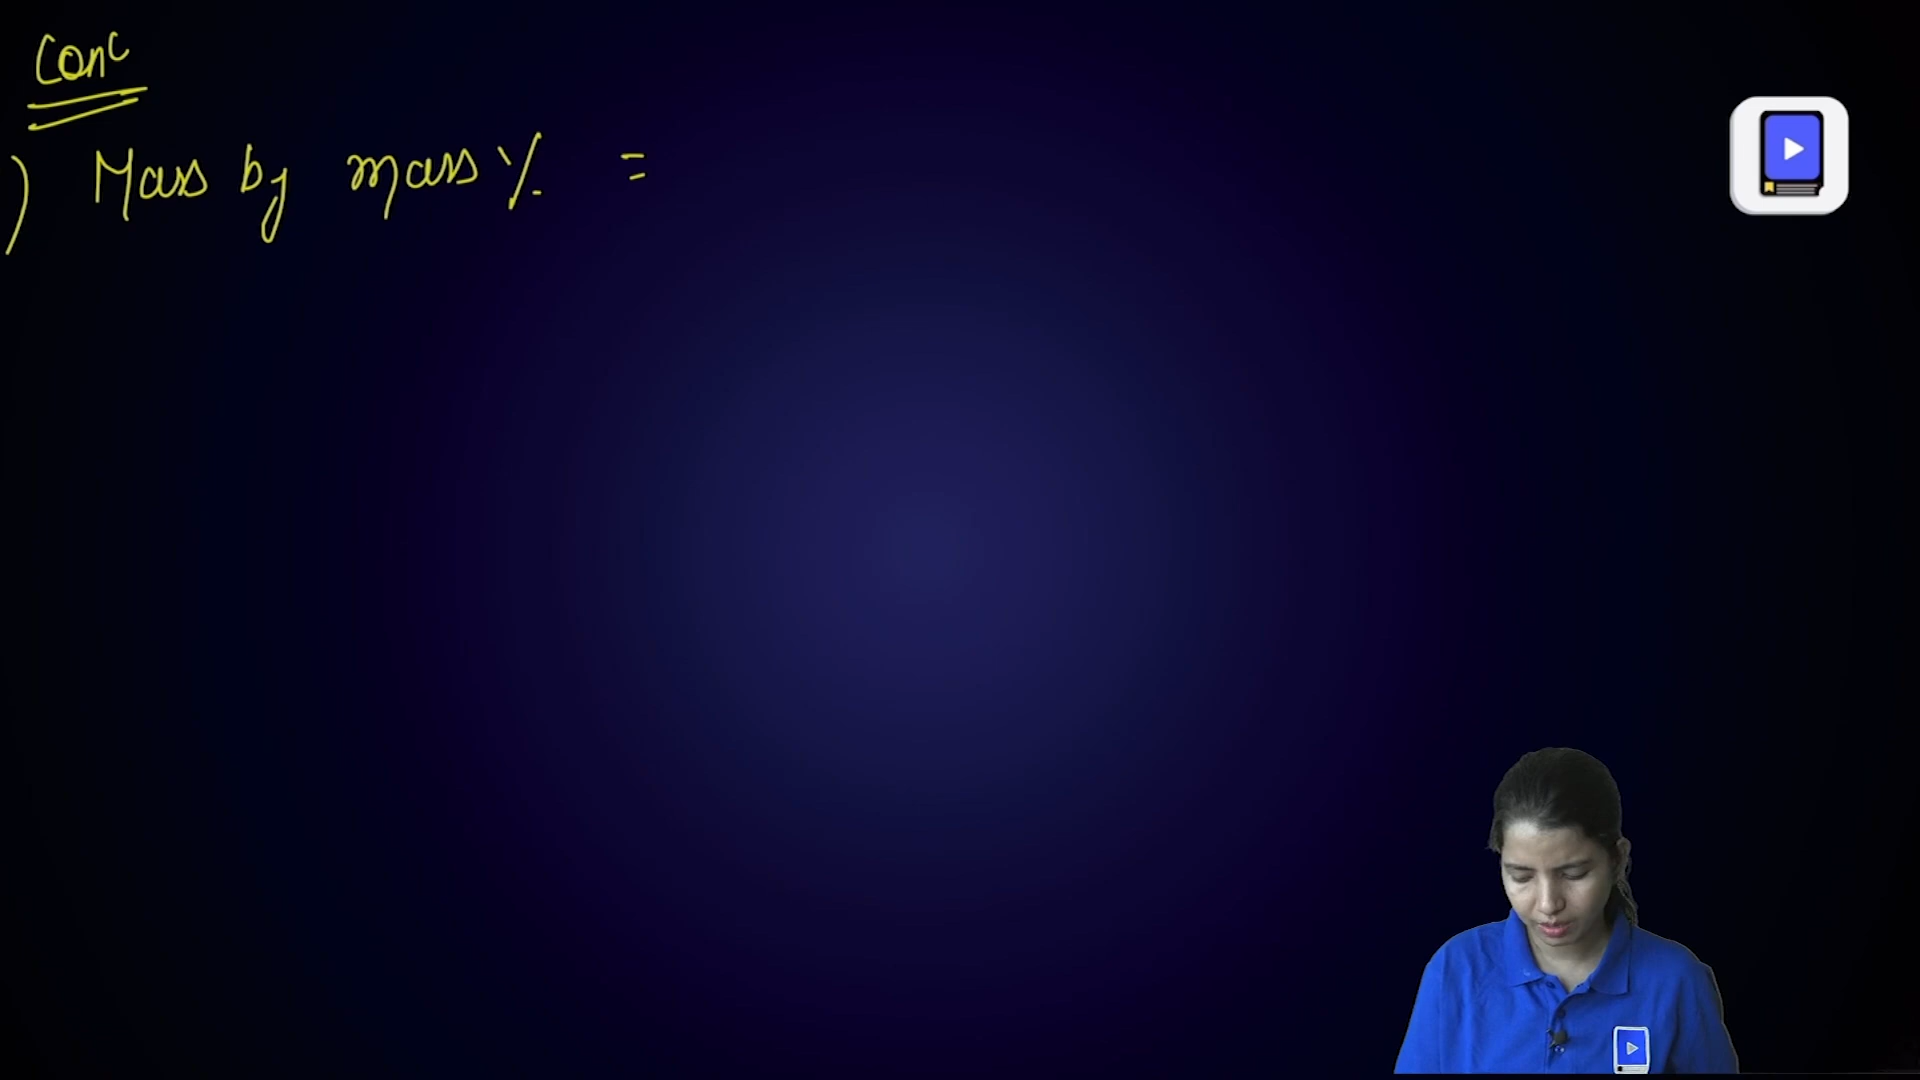 Conc
) Mass by mass % =